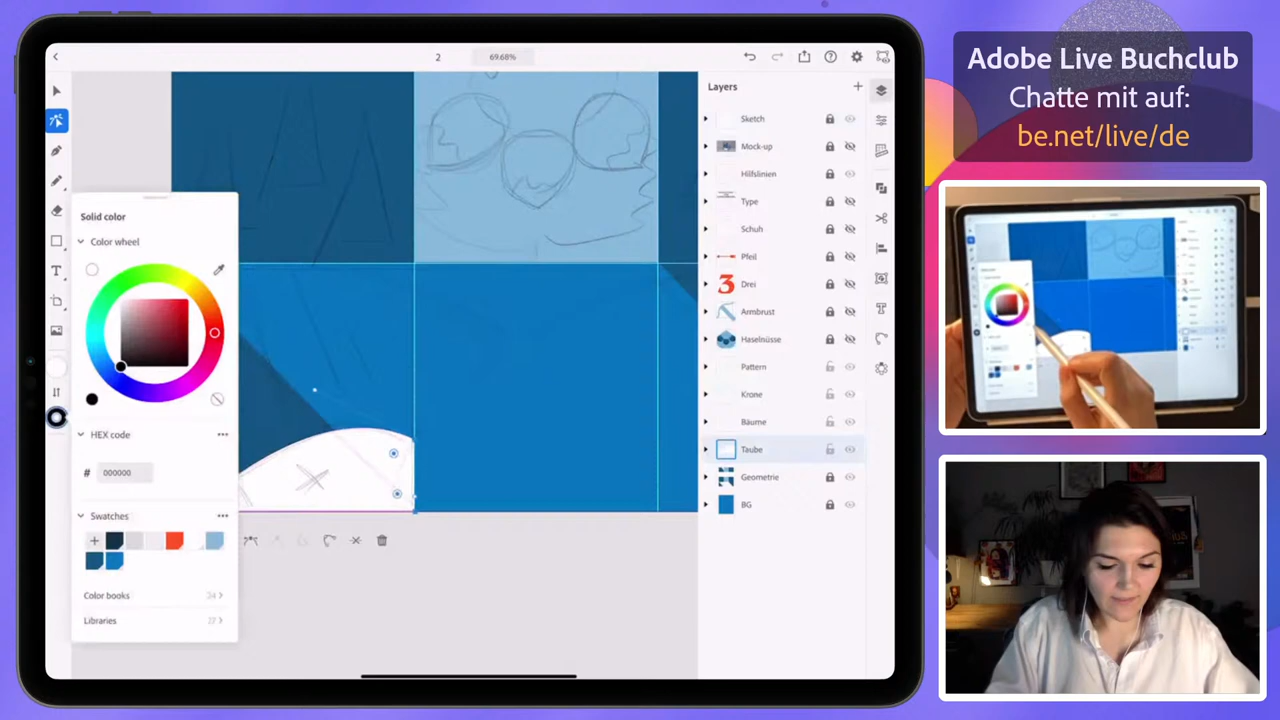 2
69.68%
Solid color
Color wheel
HEX code
# 000000
Swatches
Color books
24
Libraries
Layers
Sketch
Mock-up
Hilfslinien
Type
Schuh
Pfeil
3
Drei
Armbrust
Haselnüsse
Pattern
Krone
Bäume
Taube
Geometrie
BG
Adobe Live Buchclub
Chatte mit auf:
be.net/live/de